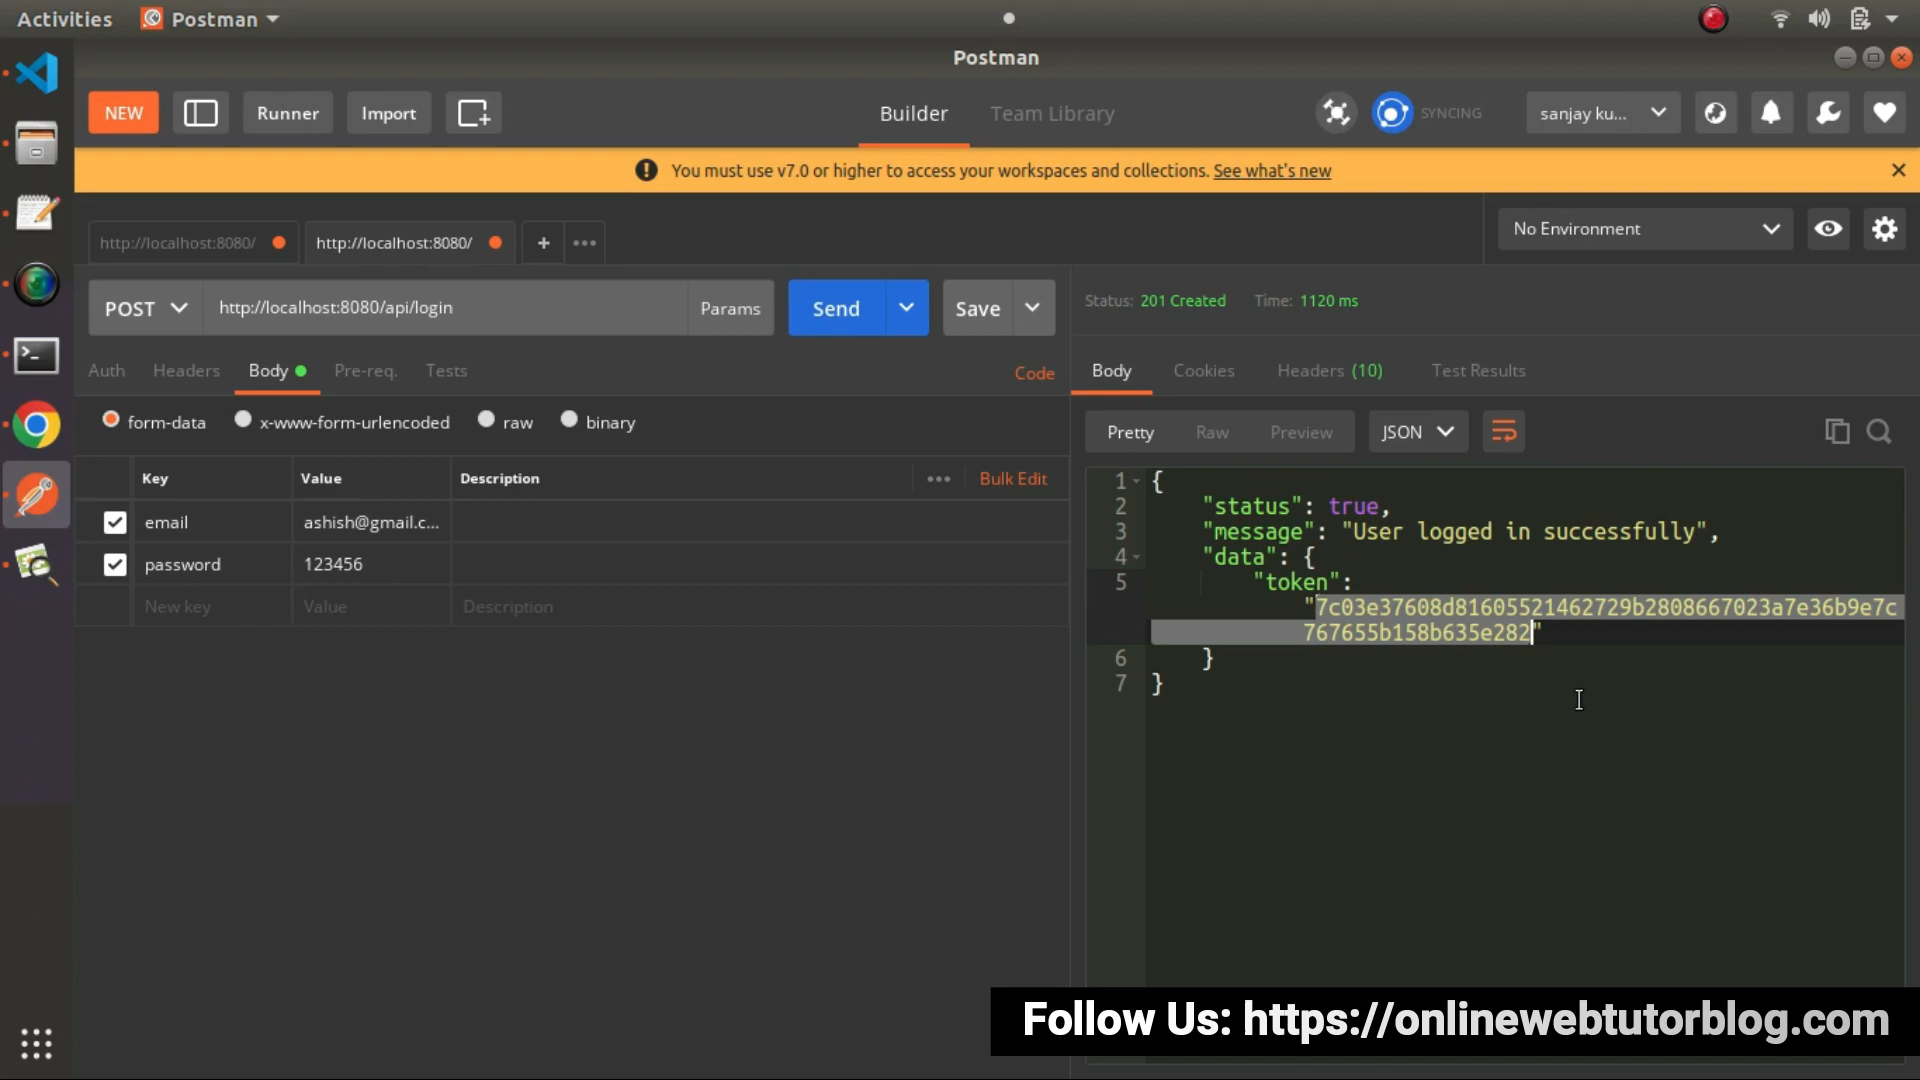 Activities
Postman
Postman
NEW
Runner
Import
Builder
Team Library
SYNCING
sanjay ku...
You must use v7.0 or higher to access your workspaces and collections. See what's new
http://localhost:8080/
http://localhost:8080/
+
No Environment
POST
http://localhost:8080/api/login
Params
Send
Save
Status: 201 Created
Time: 1120 ms
Auth
Headers
Body
Pre-req.
Tests
Code
Body
Cookies
Headers (10)
Test Results
form-data
x-www-form-urlencoded
raw
binary
Pretty
Raw
Preview
JSON
Key
Value
Description
Bulk Edit
email
ashish@gmail.c...
password
123456
New key
Value
Description
1 {
2 "status": true,
3 "message": "User logged in successfully",
4 "data": {
5 "token":
"7c03e37608d81605521462729b2808667023a7e36b9e7c
767655b158b635e282"
6 }
7 }
Follow Us: https://onlinewebtutorblog.com